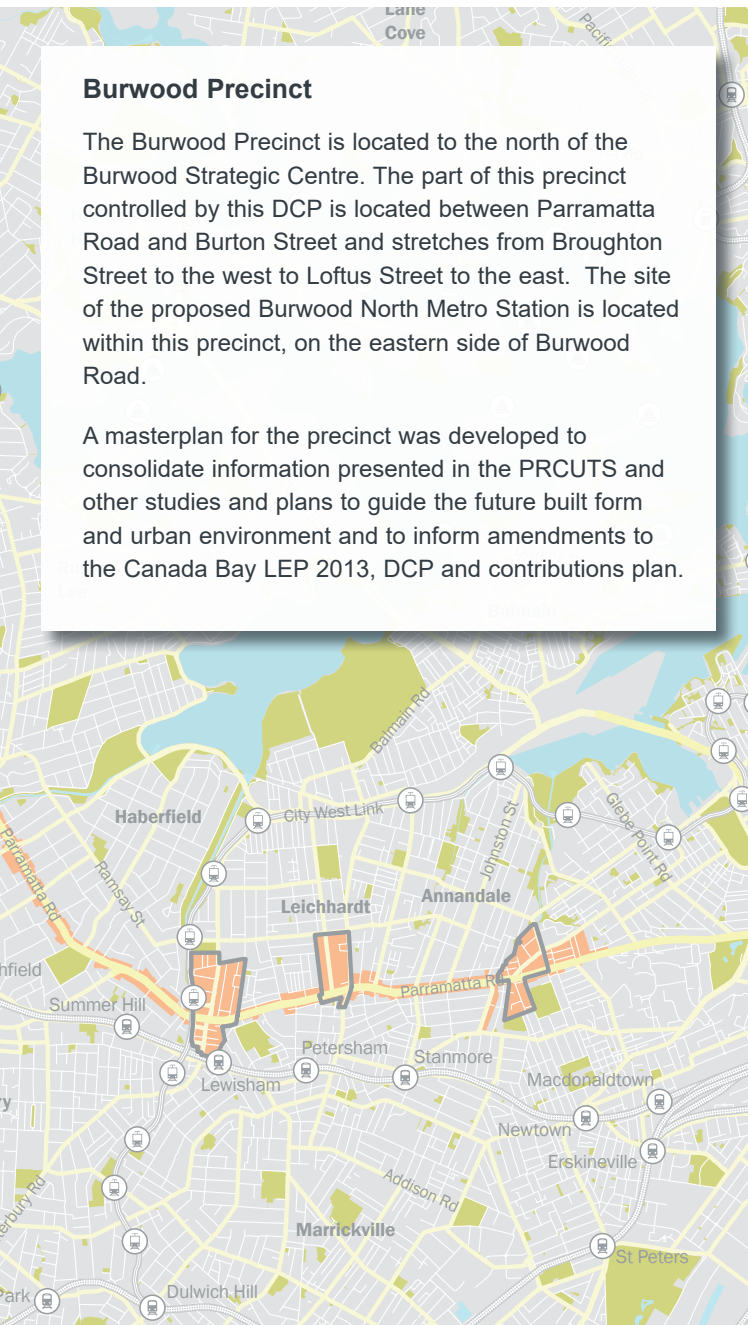 Lane
Cove
Pacific
Burwood Precinct
The Burwood Precinct is located to the north of the
Burwood Strategic Centre. The part of this precinct
controlled by this DCP is located between Parramatta
Road and Burton Street and stretches from Broughton
Street to the west to Loftus Street to the east.  The site
of the proposed Burwood North Metro Station is located
within this precinct, on the eastern side of Burwood
Road.
A masterplan for the precinct was developed to
consolidate information presented in the PRCUTS and
other studies and plans to guide the future built form
and urban environment and to inform amendments to
the Canada Bay LEP 2013, DCP and contributions plan.
Balmain
Balmain Rd
Haberfield
City West Link
Johnston St
Glebe Point Rd
Parramatta Rd
Ramsay St
Leichhardt
Annandale
hfield
Summer Hill
Parramatta Rd
Petersham
Stanmore
Lewisham
Macdonaldtown
ry
Newtown
Erskineville
terbury Rd
Addison Rd
Marrickville
St Peters
Park
Dulwich Hill